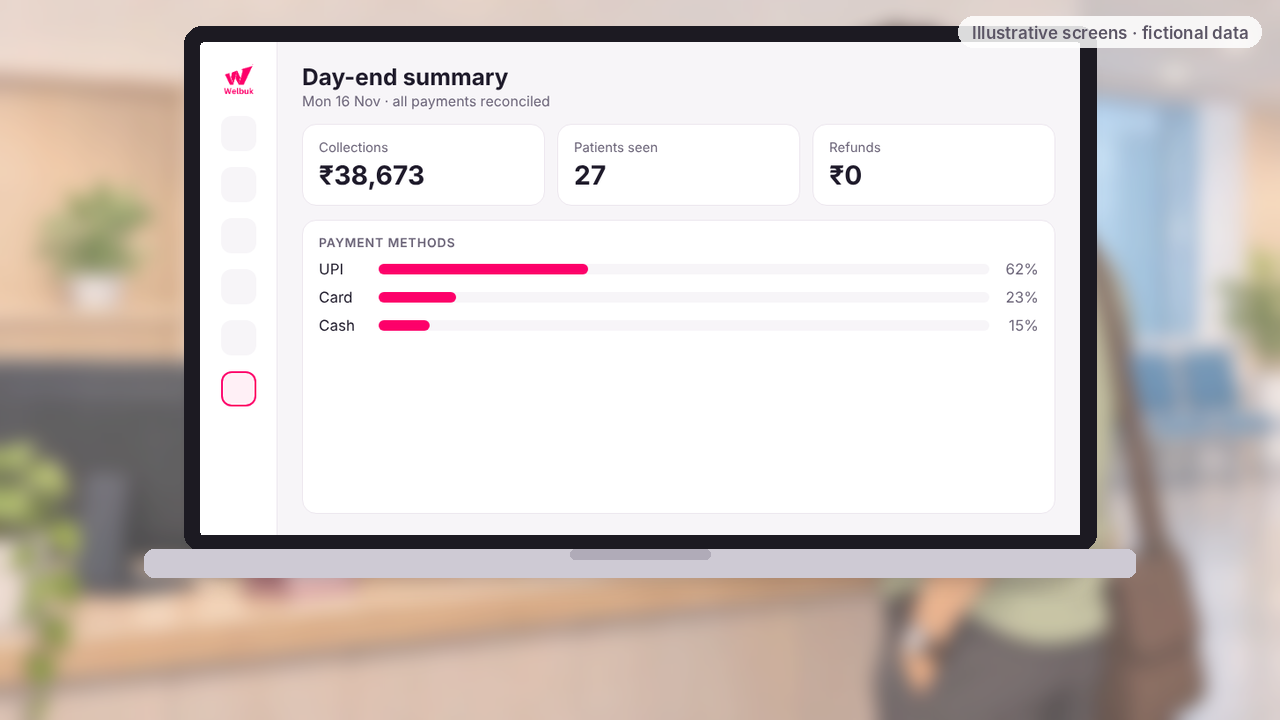 Illustrative screens · fictional data
Welbuk
Day-end summary
Mon 16 Nov · all payments reconciled
Collections
₹38,673
Patients seen
27
Refunds
₹0
PAYMENT METHODS
UPI 62%
Card 23%
Cash 15%